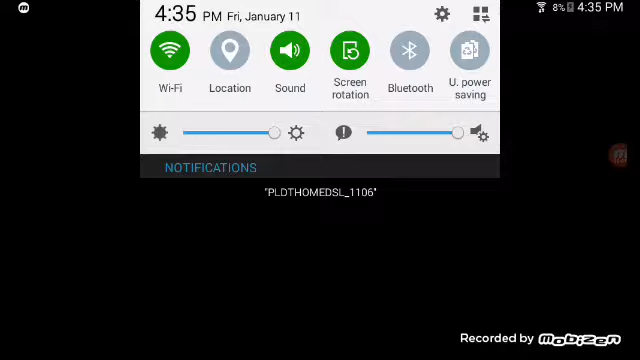 8% 4:35 PM
4:35 PM Fri, January 11
Wi-Fi
Location
Sound
Screen
rotation
Bluetooth
U. power
saving
NOTIFICATIONS
"PLDTHOMEDSL_1106"
Recorded by MOBIZEN